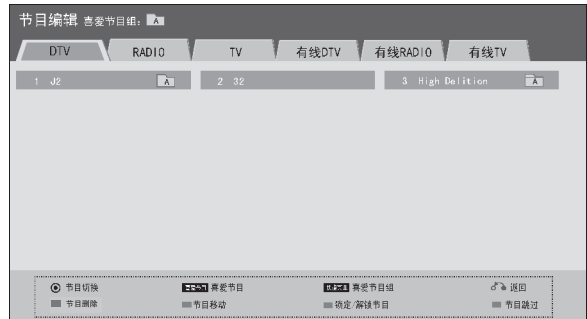 节目编辑 喜爱节目组: A
DTV RADIO TV 有线DTV 有线RADIO 有线TV
1 J2 A 2 32 3 High Delition A
节目切换 喜爱节目 喜爱节目组 返回
节目删除 节目移动 锁定/解锁节目 节目跳过